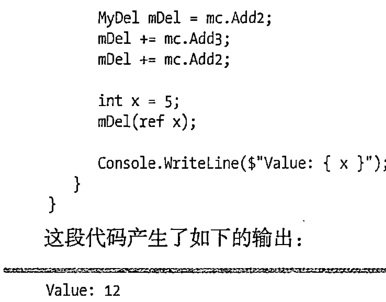 MyDel mDel = mc.Add2;
mDel += mc.Add3;
mDel += mc.Add2;
int x = 5;
mDel(ref x);
Console.WriteLine($"Value: { x }");
}
}
这段代码产生了如下的输出：
Value: 12